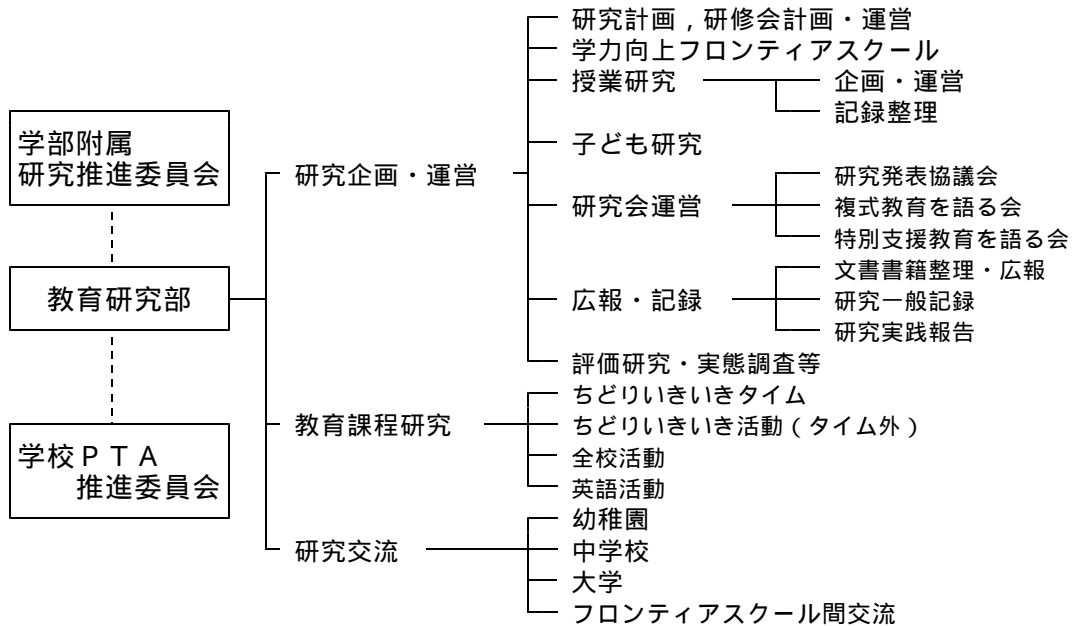 学部附属
研究推進委員会
教育研究部
学校ＰＴＡ
推進委員会
研究企画・運営
研究計画，研修会計画・運営
学力向上フロンティアスクール
授業研究
企画・運営
記録整理
子ども研究
研究会運営
研究発表協議会
複式教育を語る会
特別支援教育を語る会
広報・記録
文書書籍整理・広報
研究一般記録
研究実践報告
評価研究・実態調査等
教育課程研究
ちどりいきいきタイム
ちどりいきいき活動（タイム外）
全校活動
英語活動
研究交流
幼稚園
中学校
大学
フロンティアスクール間交流